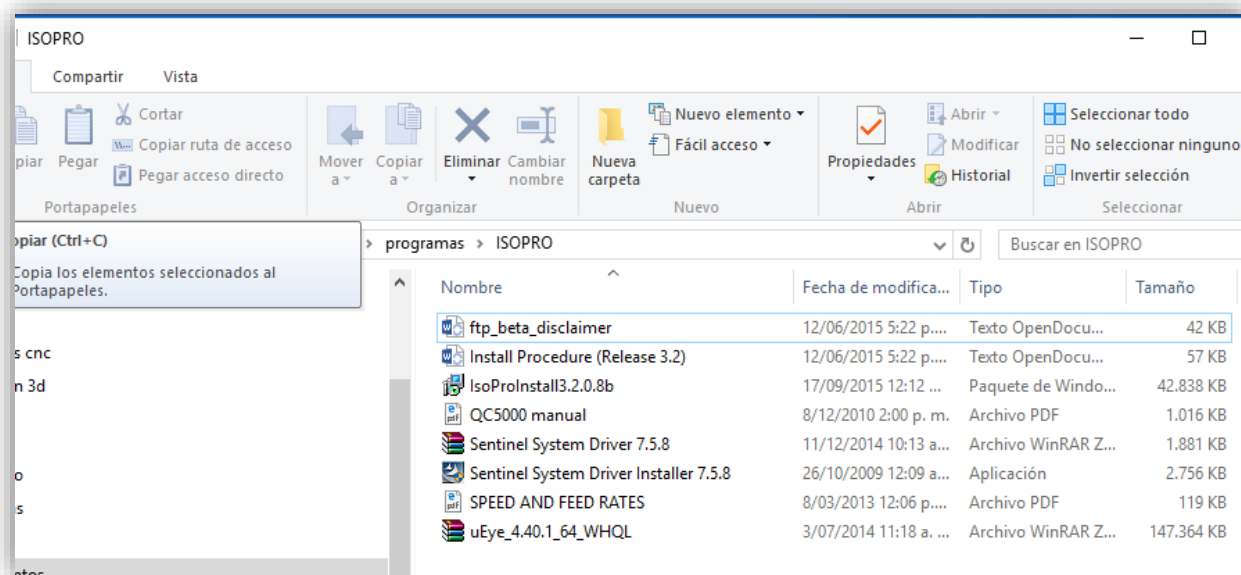 ISOPRO
Compartir Vista
Cortar
Copiar ruta de acceso
Pegar acceso directo
piar Pegar
Portapapeles
Mover a Copiar a Eliminar Cambiar nombre
Organizar
Nueva carpeta
Nuevo elemento
Fácil acceso
Nuevo
Propiedades
Abrir
Modificar
Historial
Abrir
Seleccionar todo
No seleccionar ninguno
Invertir selección
Seleccionar
opiar (Ctrl+C)
Copia los elementos seleccionados al
Portapapeles.
programas > ISOPRO
Buscar en ISOPRO
Nombre Fecha de modifica... Tipo Tamaño
ftp_beta_disclaimer 12/06/2015 5:22 p.... Texto OpenDocu... 42 KB
Install Procedure (Release 3.2) 12/06/2015 5:22 p.... Texto OpenDocu... 57 KB
IsoProInstall3.2.0.8b 17/09/2015 12:12 ... Paquete de Windo... 42.838 KB
QC5000 manual 8/12/2010 2:00 p. m. Archivo PDF 1.016 KB
Sentinel System Driver 7.5.8 11/12/2014 10:13 a... Archivo WinRAR Z... 1.881 KB
Sentinel System Driver Installer 7.5.8 26/10/2009 12:09 a... Aplicación 2.756 KB
SPEED AND FEED RATES 8/03/2013 12:06 p.... Archivo PDF 119 KB
uEye_4.40.1_64_WHQL 3/07/2014 11:18 a. ... Archivo WinRAR Z... 147.364 KB
s cnc
n 3d
o
s